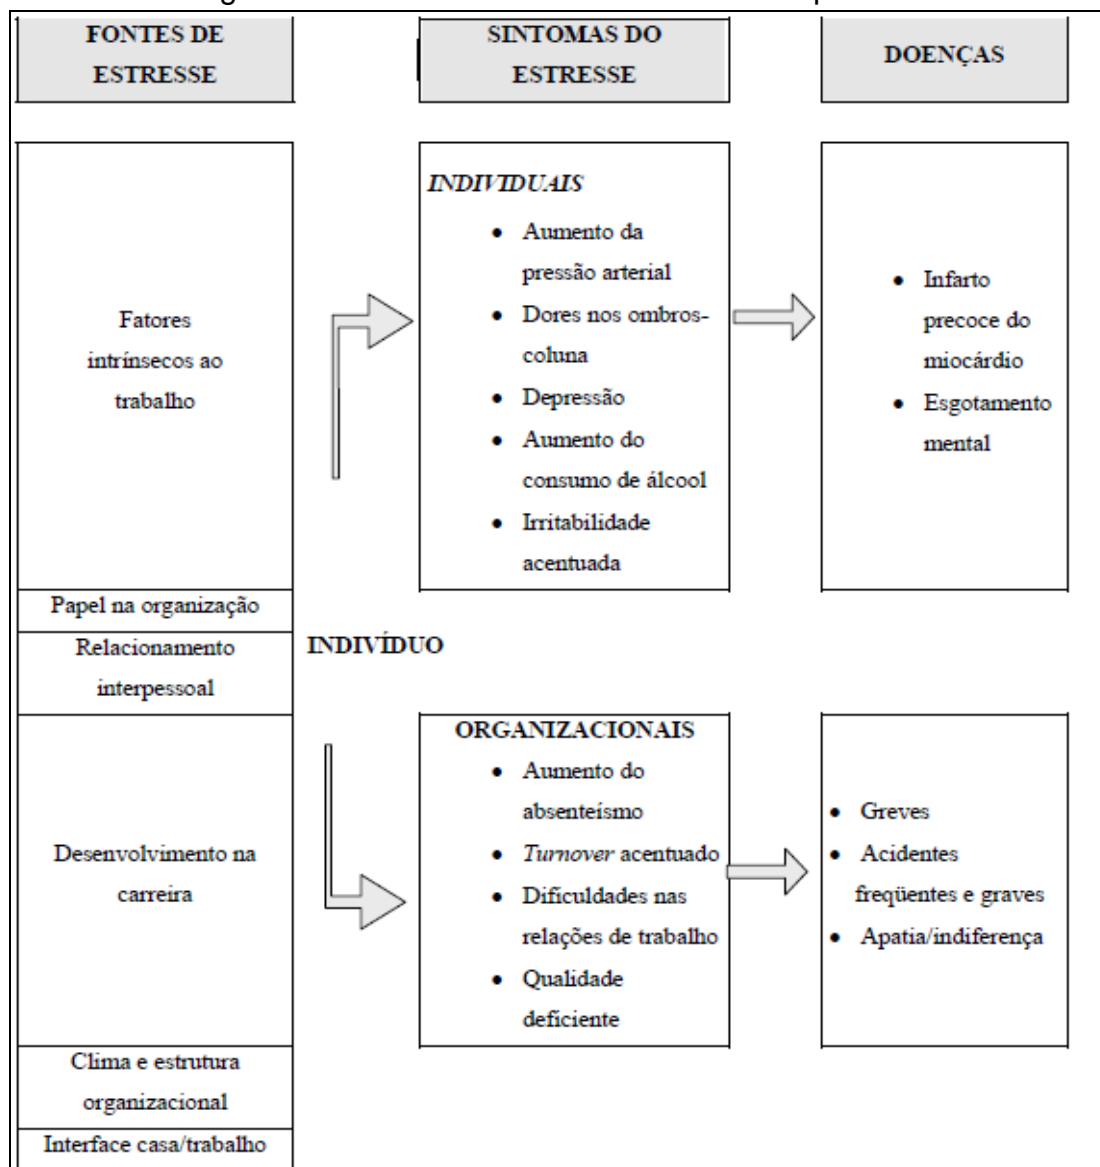 FONTES DE
ESTRESSE
SINTOMAS DO
ESTRESSE
DOENÇAS
Fatores
intrínsecos ao
trabalho
Papel na organização
Relacionamento
interpessoal
Desenvolvimento na
carreira
Clima e estrutura
organizacional
Interface casa/trabalho
INDIVÍDUO
INDIVIDUAIS
• Aumento da
pressão arterial
• Dores nos ombros-
coluna
• Depressão
• Aumento do
consumo de álcool
• Irritabilidade
acentuada
• Infarto
precoce do
miocárdio
• Esgotamento
mental
ORGANIZACIONAIS
• Aumento do
absenteísmo
• Turnover acentuado
• Dificuldades nas
relações de trabalho
• Qualidade
deficiente
• Greves
• Acidentes
freqüentes e graves
• Apatia/indiferença